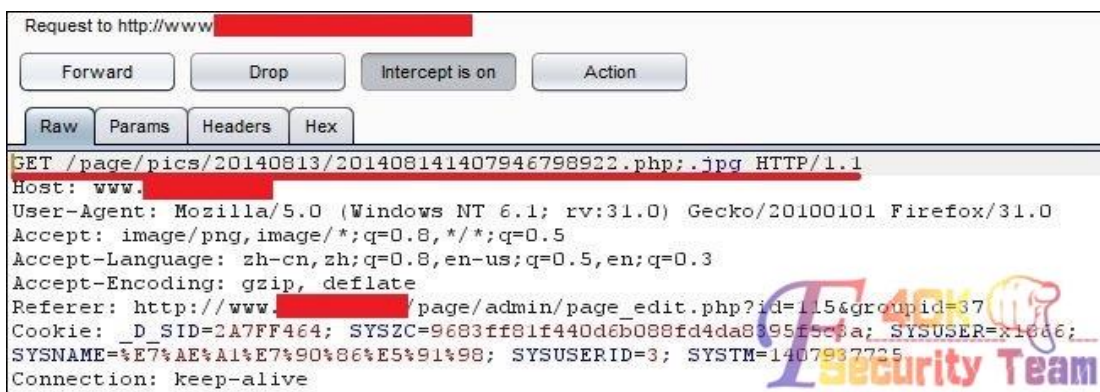 Request to http://www
Forward Drop Intercept is on Action
Raw Params Headers Hex
GET /page/pics/20140813/201408141407946798922.php;.jpg HTTP/1.1
Host: www.
User-Agent: Mozilla/5.0 (Windows NT 6.1; rv:31.0) Gecko/20100101 Firefox/31.0
Accept: image/png,image/*;q=0.8,*/*;q=0.5
Accept-Language: zh-cn,zh;q=0.8,en-us;q=0.5,en;q=0.3
Accept-Encoding: gzip, deflate
Referer: http://www. /page/admin/page_edit.php?id=115&groupid=37
Cookie: _D_SID=2A7FF464; SYSZC=9683ff81f440d6b088fd4da8395f5c3a; SYSUSER=x1866;
SYSNAME=%E7%AE%A1%E7%90%86%E5%91%98; SYSUSERID=3; SYSTM=1407937725
Connection: keep-alive
F4CK
Security Team